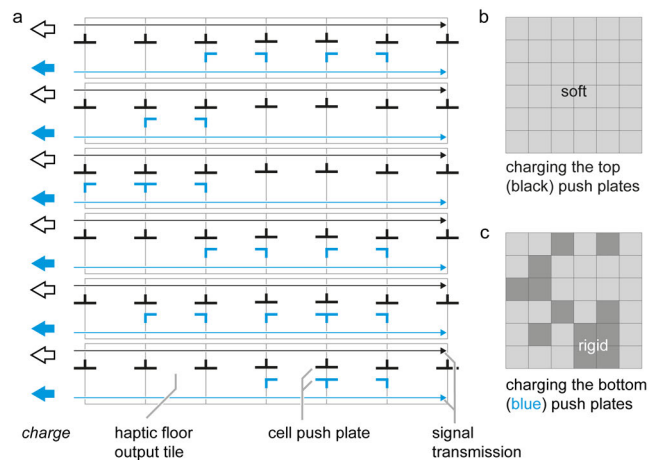 a
b
soft
charging the top
(black) push plates
c
rigid
charging the bottom
(blue) push plates
charge
haptic floor
output tile
cell push plate
signal
transmission